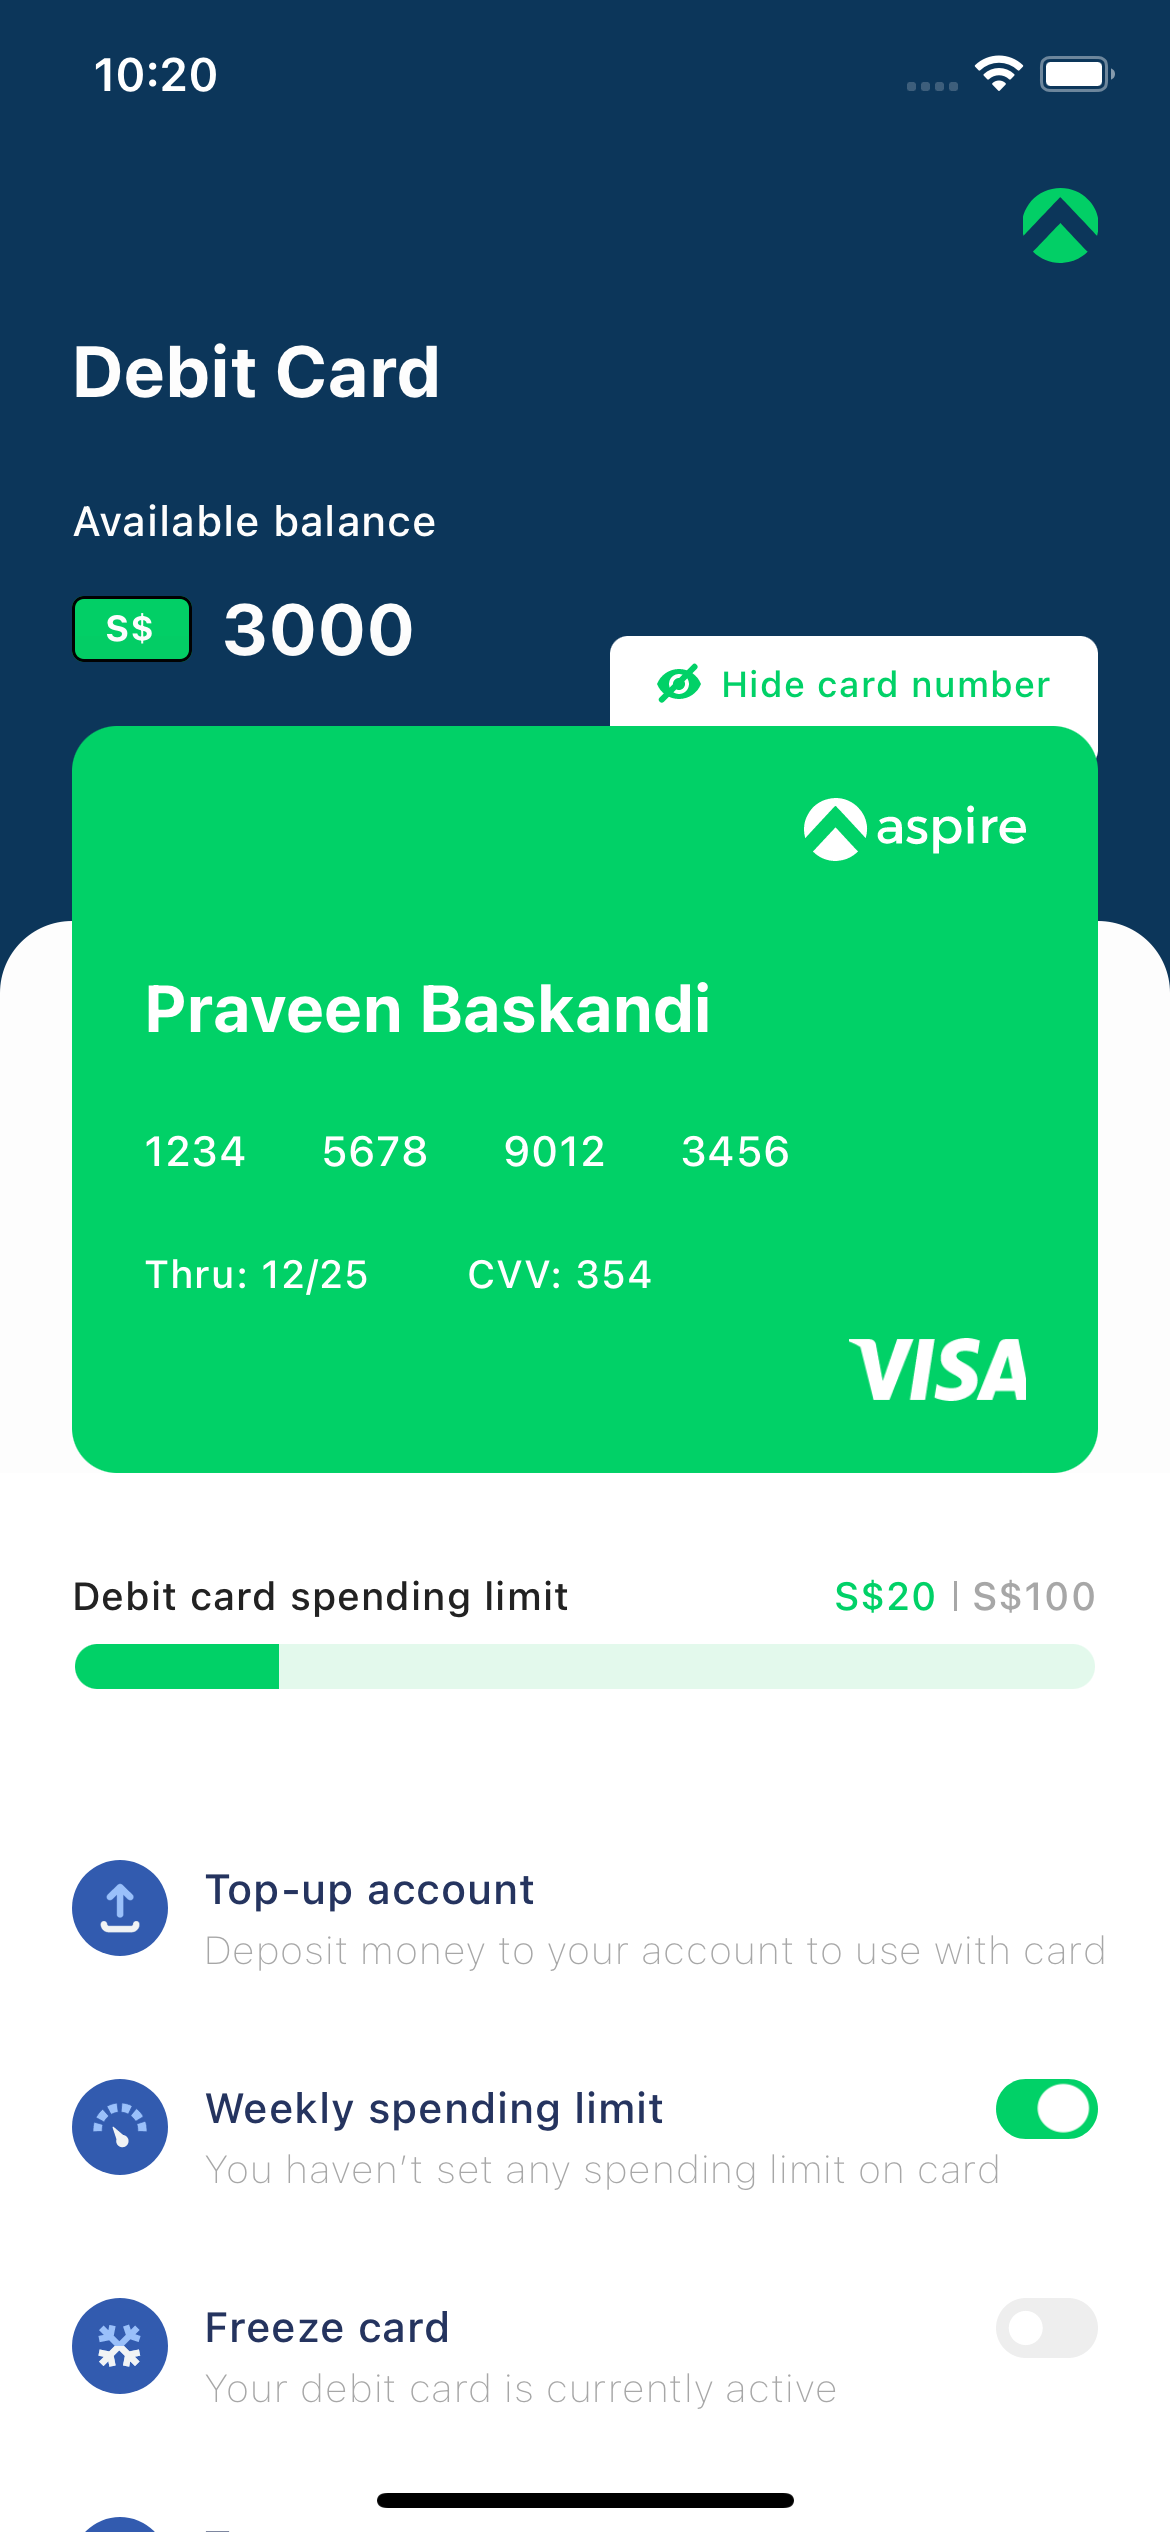 10:20
Debit Card
Available balance
S$ 3000
Hide card number
aspire
Praveen Baskandi
1234 5678 9012 3456
Thru: 12/25 CVV: 354
VISA
Debit card spending limit S$20 | S$100
Top-up account
Deposit money to your account to use with card
Weekly spending limit
You haven't set any spending limit on card
Freeze card
Your debit card is currently active